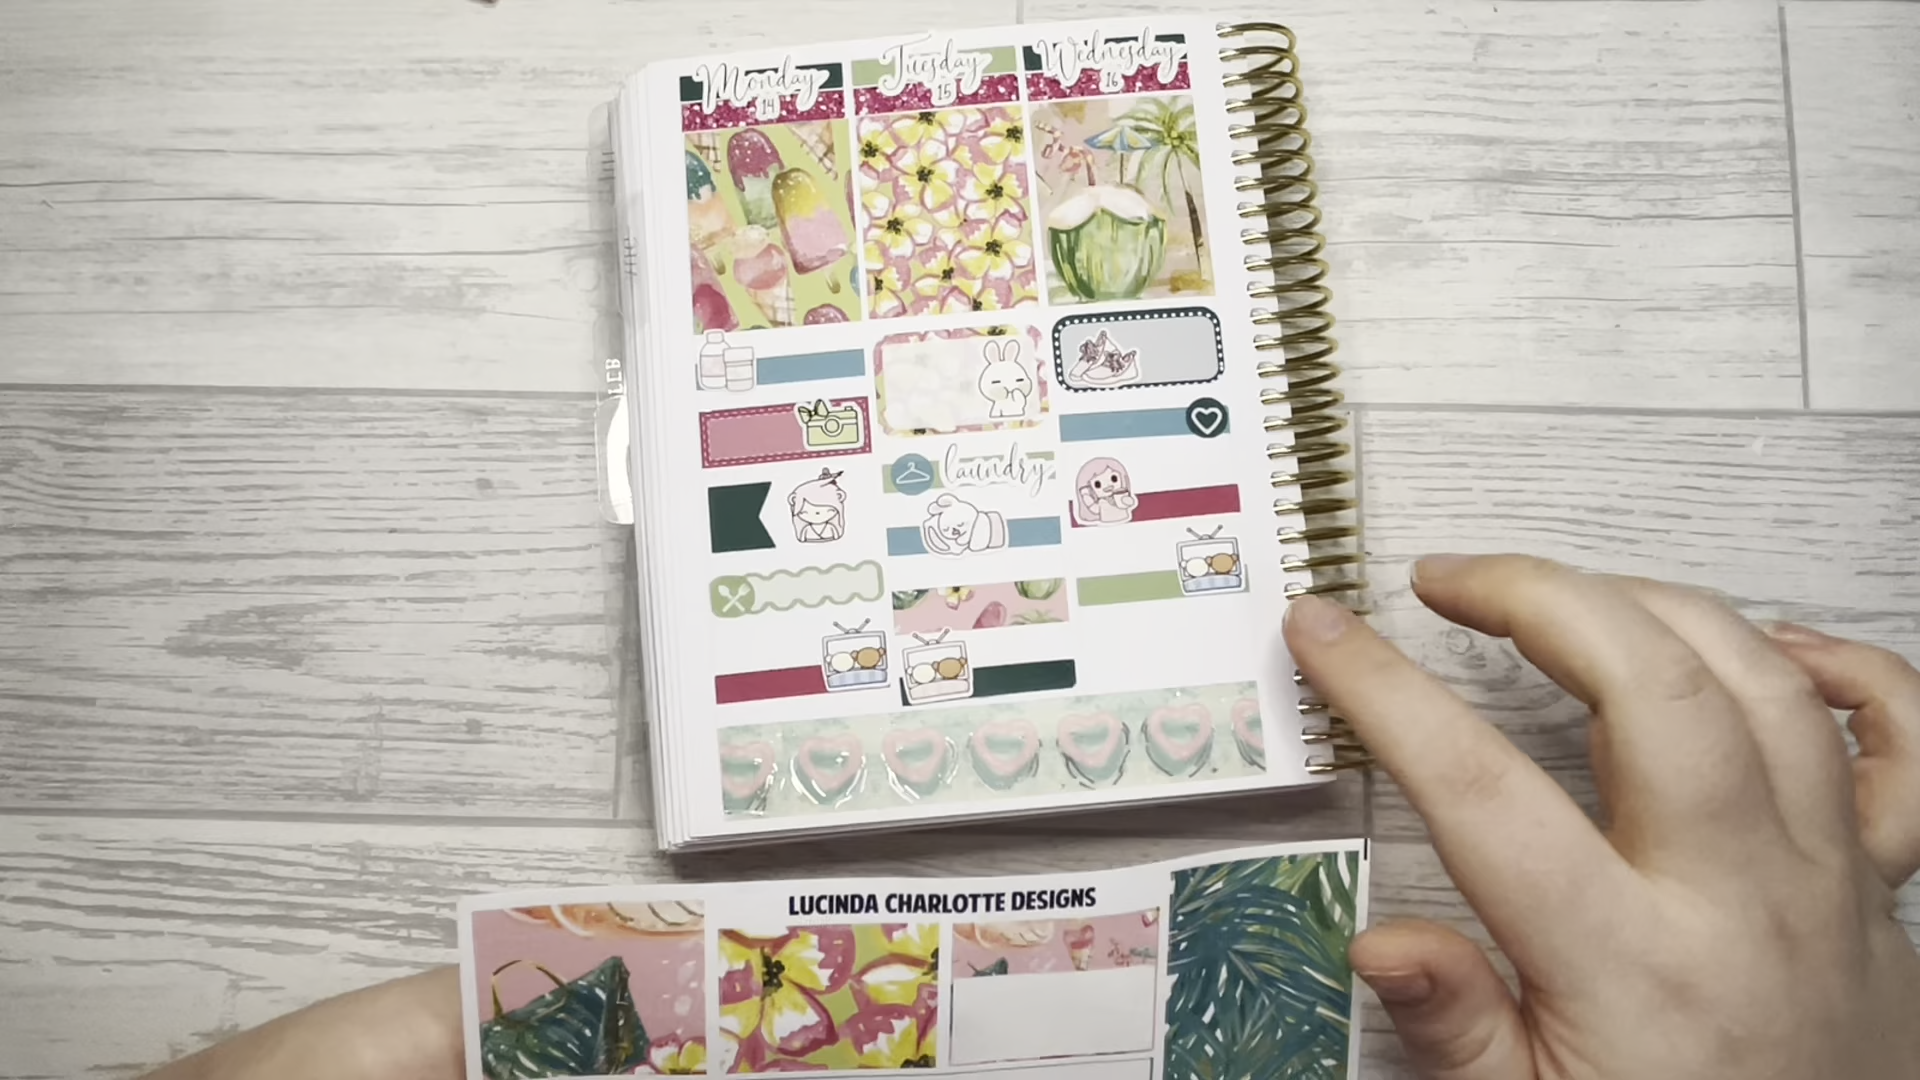 Monday
14
Tuesday
15
Wednesday
16
laundry
LUCINDA CHARLOTTE DESIGNS